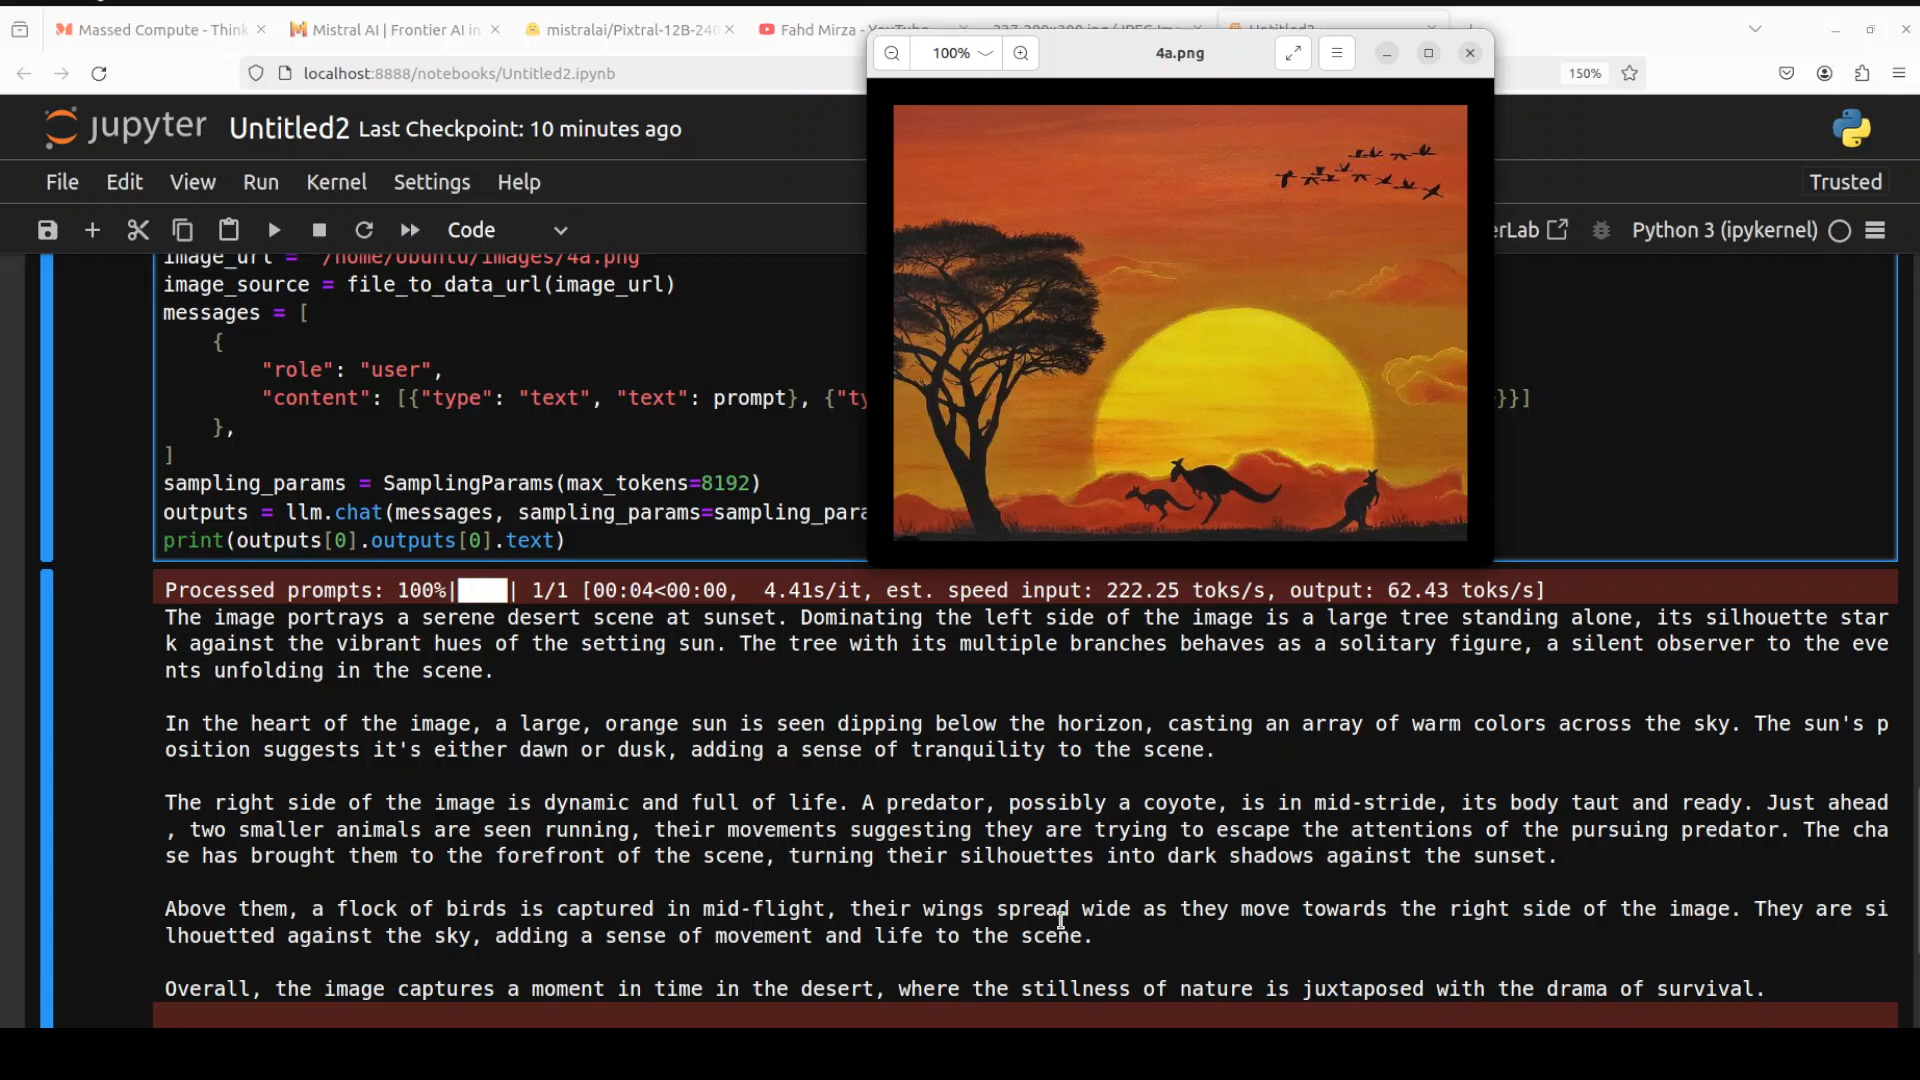 Massed Compute - Think
Mistral AI | Frontier AI in
mistralai/Pixtral-12B-240
Fahd Mirza - YouTube
localhost:8888/notebooks/Untitled2.ipynb
150%
100%
4a.png
jupyter Untitled2 Last Checkpoint: 10 minutes ago
File Edit View Run Kernel Settings Help
Trusted
Code
erLab
Python 3 (ipykernel)
image_url = "/home/ubuntu/images/4a.png
image_source = file_to_data_url(image_url)
messages = [
{
"role": "user",
"content": [{"type": "text", "text": prompt}, {"ty
}}]
},
]
sampling_params = SamplingParams(max_tokens=8192)
outputs = llm.chat(messages, sampling_params=sampling_para
print(outputs[0].outputs[0].text)
Processed prompts: 100%|████| 1/1 [00:04<00:00,  4.41s/it, est. speed input: 222.25 toks/s, output: 62.43 toks/s]
The image portrays a serene desert scene at sunset. Dominating the left side of the image is a large tree standing alone, its silhouette star
k against the vibrant hues of the setting sun. The tree with its multiple branches behaves as a solitary figure, a silent observer to the eve
nts unfolding in the scene.
In the heart of the image, a large, orange sun is seen dipping below the horizon, casting an array of warm colors across the sky. The sun's p
osition suggests it's either dawn or dusk, adding a sense of tranquility to the scene.
The right side of the image is dynamic and full of life. A predator, possibly a coyote, is in mid-stride, its body taut and ready. Just ahead
, two smaller animals are seen running, their movements suggesting they are trying to escape the attentions of the pursuing predator. The cha
se has brought them to the forefront of the scene, turning their silhouettes into dark shadows against the sunset.
Above them, a flock of birds is captured in mid-flight, their wings spread wide as they move towards the right side of the image. They are si
lhouetted against the sky, adding a sense of movement and life to the scene.
Overall, the image captures a moment in time in the desert, where the stillness of nature is juxtaposed with the drama of survival.